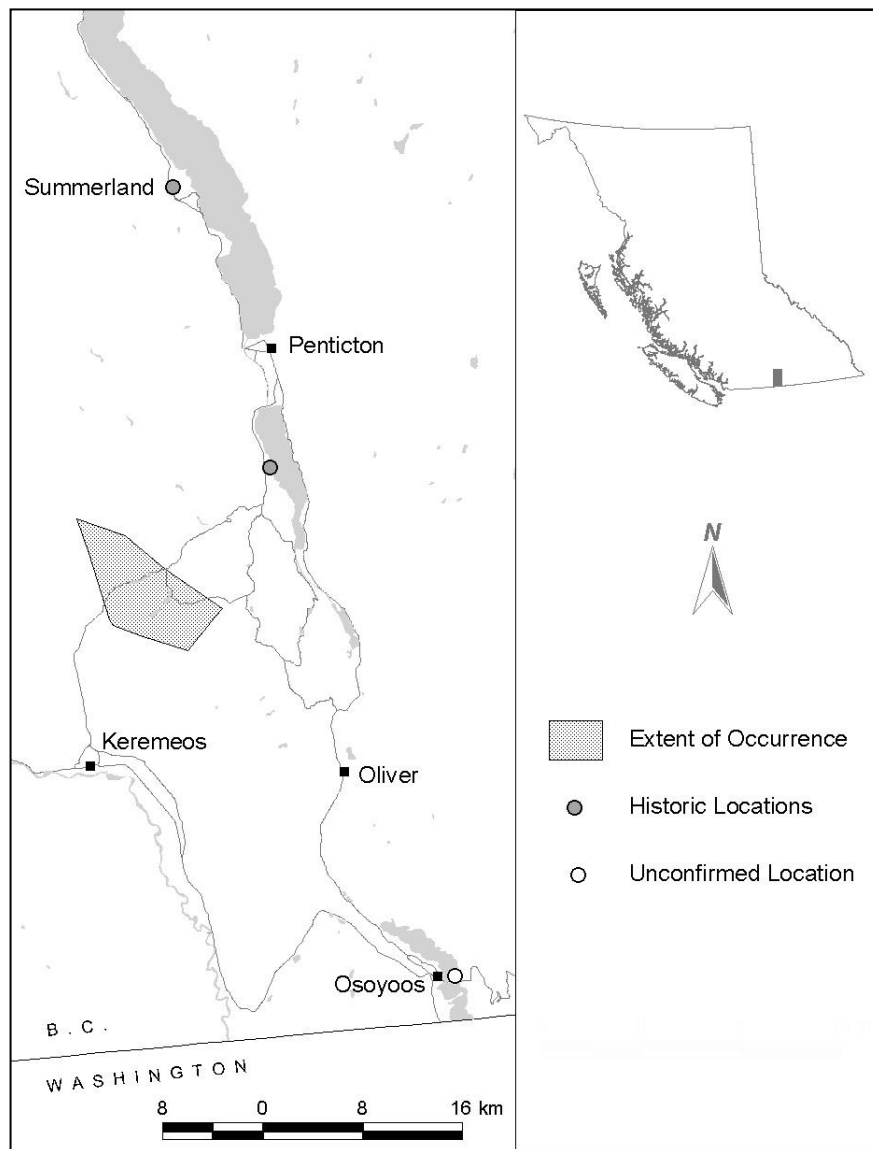 Summerland
Penticton
Keremeos
Oliver
Osoyoos
B.C.
WASHINGTON
8 0 8 16 km
N
Extent of Occurrence
Historic Locations
Unconfirmed Location